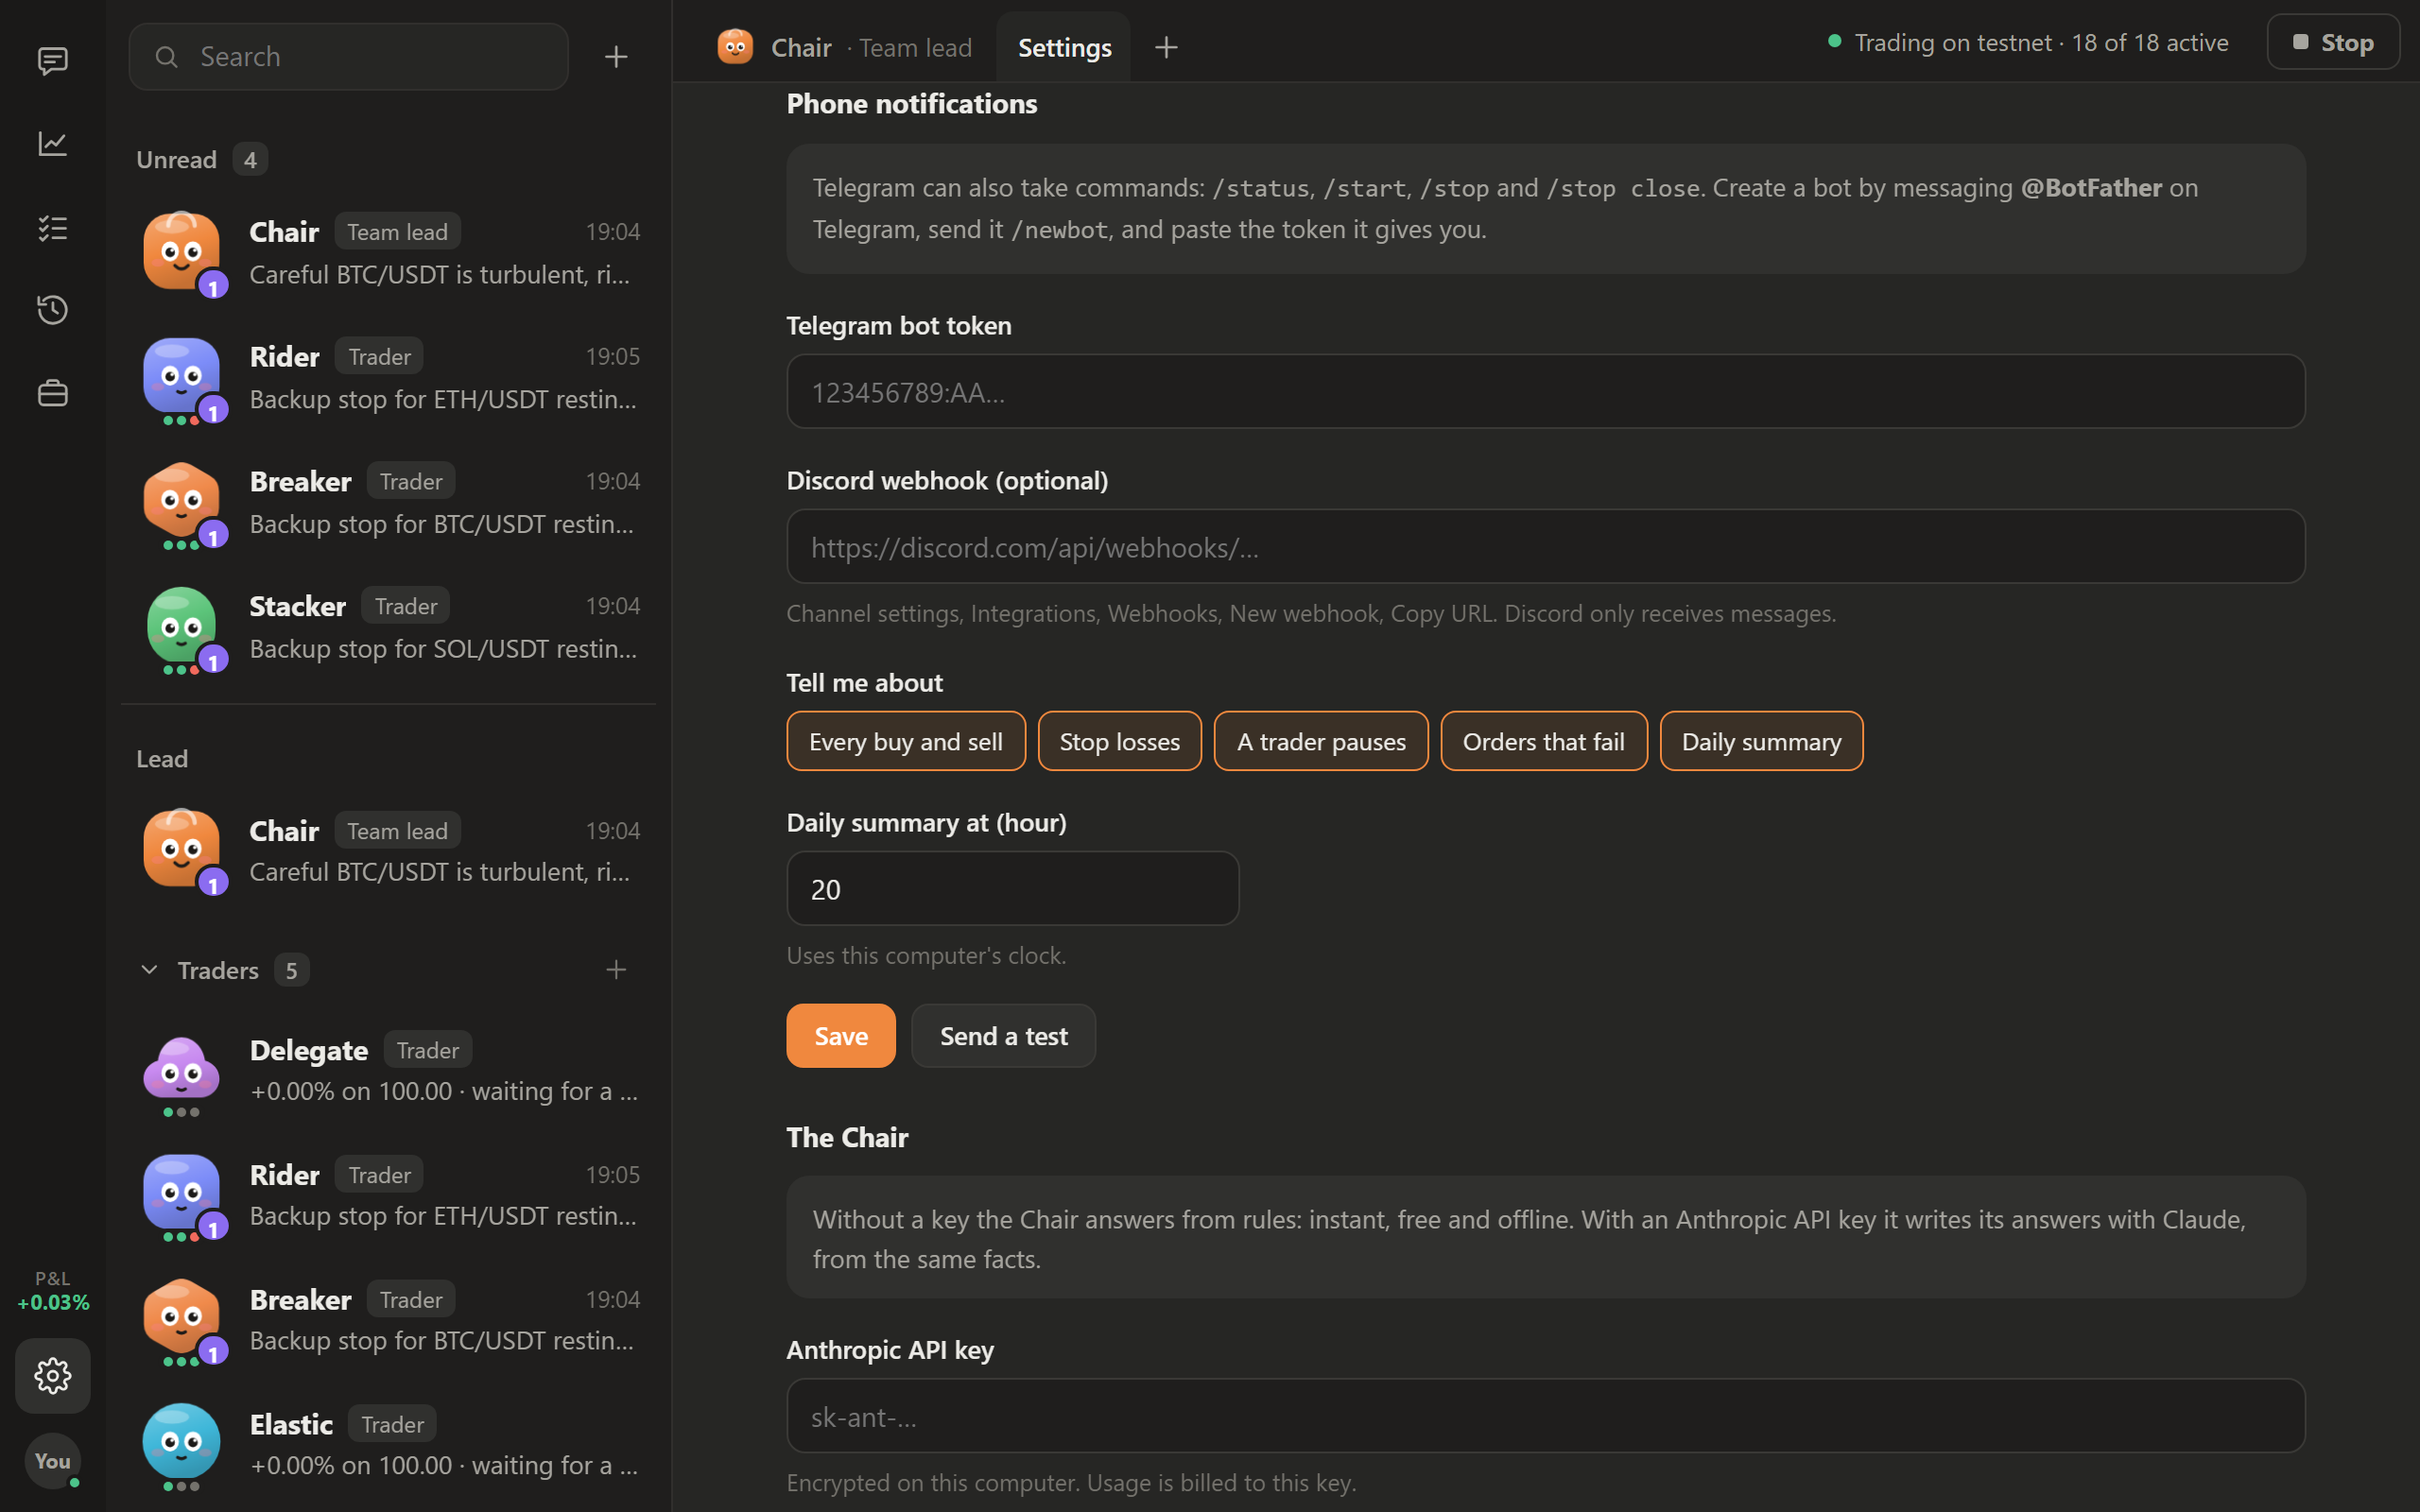 Search
Unread 4
Chair Team lead 19:04
Careful BTC/USDT is turbulent, ri...
1
Rider Trader 19:05
Backup stop for ETH/USDT restin...
1
Breaker Trader 19:04
Backup stop for BTC/USDT restin...
1
Stacker Trader 19:04
Backup stop for SOL/USDT restin...
1
Lead
Chair Team lead 19:04
Careful BTC/USDT is turbulent, ri...
1
Traders 5
Delegate Trader
+0.00% on 100.00 · waiting for a ...
Rider Trader 19:05
Backup stop for ETH/USDT restin...
1
Breaker Trader 19:04
Backup stop for BTC/USDT restin...
1
Elastic Trader
+0.00% on 100.00 · waiting for a ...
P&L
+0.03%
You
Chair · Team lead
Settings
Trading on testnet · 18 of 18 active
Stop
Phone notifications
Telegram can also take commands: /status, /start, /stop and /stop close. Create a bot by messaging @BotFather on
Telegram, send it /newbot, and paste the token it gives you.
Telegram bot token
123456789:AA...
Discord webhook (optional)
https://discord.com/api/webhooks/...
Channel settings, Integrations, Webhooks, New webhook, Copy URL. Discord only receives messages.
Tell me about
Every buy and sell
Stop losses
A trader pauses
Orders that fail
Daily summary
Daily summary at (hour)
20
Uses this computer's clock.
Save
Send a test
The Chair
Without a key the Chair answers from rules: instant, free and offline. With an Anthropic API key it writes its answers with Claude,
from the same facts.
Anthropic API key
sk-ant-...
Encrypted on this computer. Usage is billed to this key.